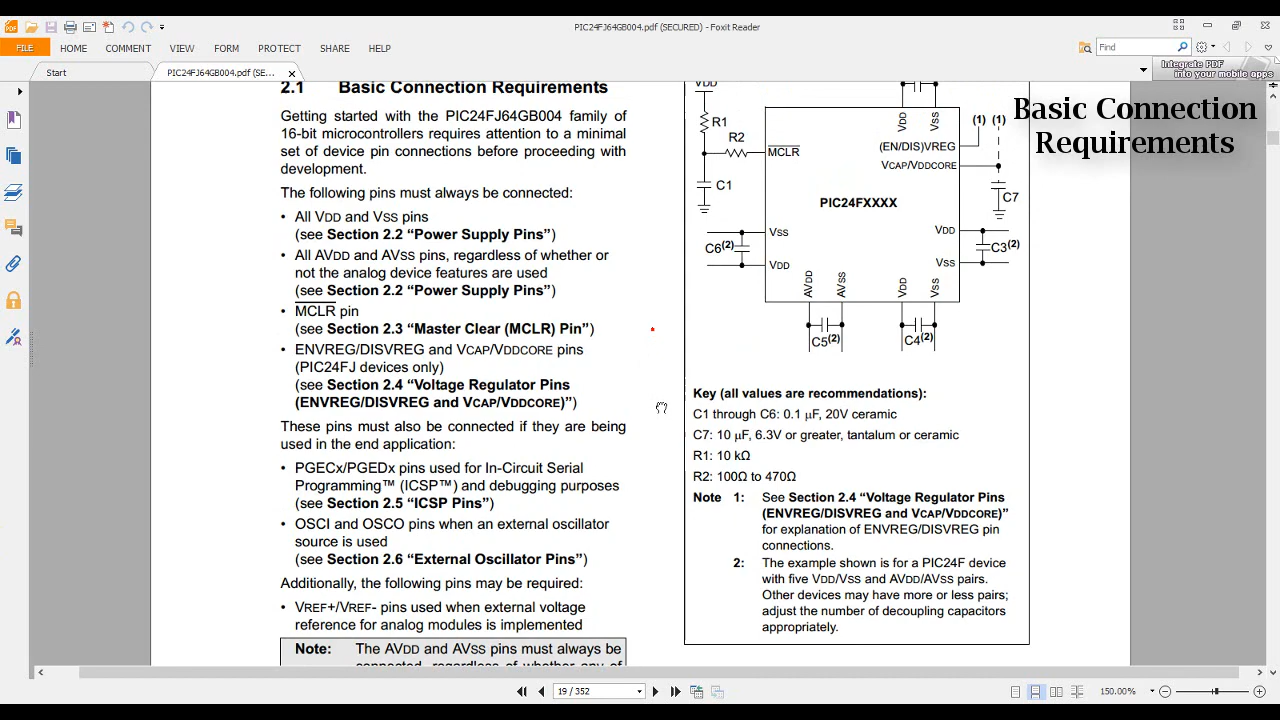 PIC24FJ64GB004.pdf (SECURED) - Foxit Reader
FILE
HOME
COMMENT
VIEW
FORM
PROTECT
SHARE
HELP
Find
Start
PIC24FJ64GB004.pdf (SE...
Integrate PDF
into your mobile apps
Basic Connection
Requirements
2.1 Basic Connection Requirements
Getting started with the PIC24FJ64GB004 family of
16-bit microcontrollers requires attention to a minimal
set of device pin connections before proceeding with
development.
The following pins must always be connected:
• All VDD and VSS pins
(see Section 2.2 “Power Supply Pins”)
• All AVDD and AVSS pins, regardless of whether or
not the analog device features are used
(see Section 2.2 “Power Supply Pins”)
• MCLR pin
(see Section 2.3 “Master Clear (MCLR) Pin”)
• ENVREG/DISVREG and VCAP/VDDCORE pins
(PIC24FJ devices only)
(see Section 2.4 “Voltage Regulator Pins
(ENVREG/DISVREG and VCAP/VDDCORE)”)
These pins must also be connected if they are being
used in the end application:
• PGECx/PGEDx pins used for In-Circuit Serial
Programming™ (ICSP™) and debugging purposes
(see Section 2.5 “ICSP Pins”)
• OSCI and OSCO pins when an external oscillator
source is used
(see Section 2.6 “External Oscillator Pins”)
Additionally, the following pins may be required:
• VREF+/VREF- pins used when external voltage
reference for analog modules is implemented
Note: The AVDD and AVSS pins must always be
connected, regardless of whether any of
VDD
R1
R2
MCLR
C1
VDD
VSS
(1) (1)
(EN/DIS)VREG
VCAP/VDDCORE
C7
PIC24FXXXX
VSS
C6(2)
VDD
VDD
C3(2)
VSS
AVDD
AVSS
VDD
VSS
C5(2)
C4(2)
Key (all values are recommendations):
C1 through C6: 0.1 μF, 20V ceramic
C7: 10 μF, 6.3V or greater, tantalum or ceramic
R1: 10 kΩ
R2: 100Ω to 470Ω
Note 1: See Section 2.4 “Voltage Regulator Pins
(ENVREG/DISVREG and VCAP/VDDCORE)”
for explanation of ENVREG/DISVREG pin
connections.
2: The example shown is for a PIC24F device
with five VDD/VSS and AVDD/AVSS pairs.
Other devices may have more or less pairs;
adjust the number of decoupling capacitors
appropriately.
19 / 352
150.00%